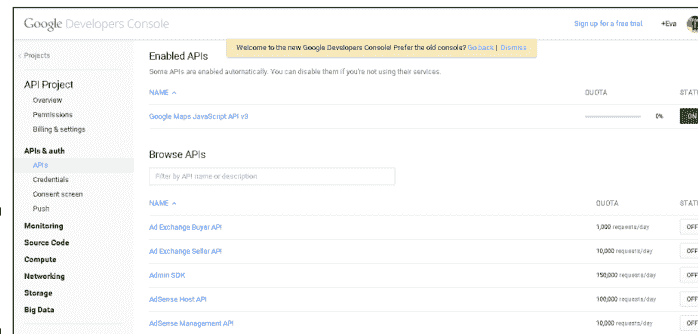 Google Developers Console
Sign up for a free trial +Eva
Welcome to the new Google Developers Console! Prefer the old console? Go back | Dismiss
< Projects
API Project
Overview
Permissions
Billing & settings
APIs & auth
APIs
Credentials
Consent screen
Push
Monitoring
Source Code
Compute
Networking
Storage
Big Data
Enabled APIs
Some APIs are enabled automatically. You can disable them if you're not using their services.
NAME QUOTA STAT
Google Maps JavaScript API v3 0% ON
Browse APIs
Filter by API name or description
NAME QUOTA STAT
Ad Exchange Buyer API 1,000 requests/day OFF
Ad Exchange Seller API 10,000 requests/day OFF
Admin SDK 150,000 requests/day OFF
AdSense Host API 100,000 requests/day OFF
AdSense Management API 10,000 requests/day OFF